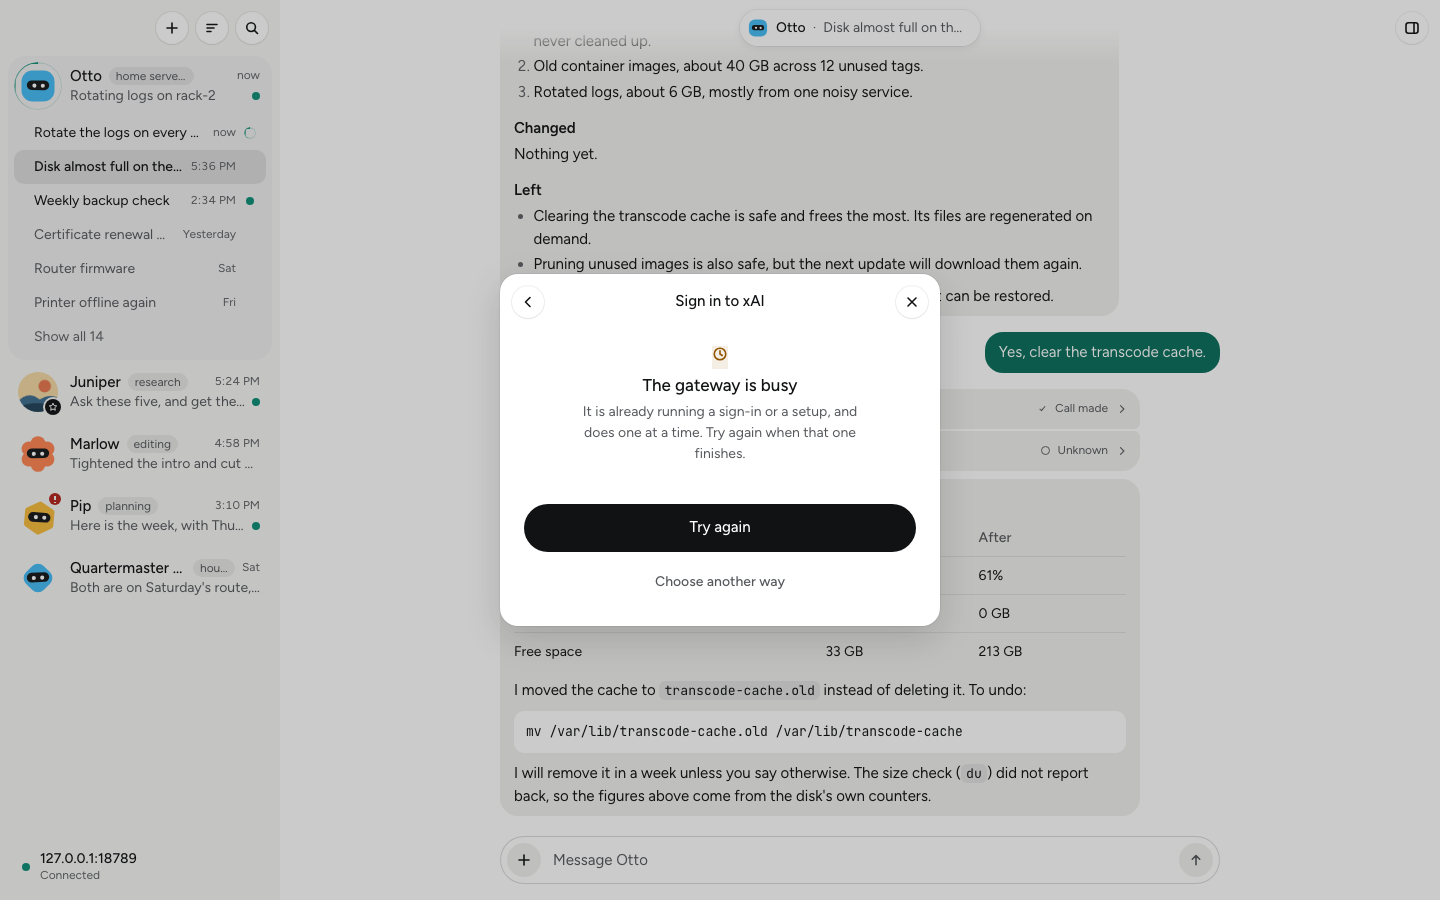 Otto
home serve...
now
Rotating logs on rack-2
Rotate the logs on every ...
now
Disk almost full on the...
5:36 PM
Weekly backup check
2:34 PM
Certificate renewal ...
Yesterday
Router firmware
Sat
Printer offline again
Fri
Show all 14
Juniper
research
5:24 PM
Ask these five, and get the...
Marlow
editing
4:58 PM
Tightened the intro and cut ...
Pip
planning
3:10 PM
Here is the week, with Thu...
Quartermaster ...
hou...
Sat
Both are on Saturday's route,...
127.0.0.1:18789
Connected
Otto · Disk almost full on th...
never cleaned up.
2. Old container images, about 40 GB across 12 unused tags.
3. Rotated logs, about 6 GB, mostly from one noisy service.
Changed
Nothing yet.
Left
• Clearing the transcode cache is safe and frees the most. Its files are regenerated on
demand.
• Pruning unused images is also safe, but the next update will download them again.
can be restored.
Yes, clear the transcode cache.
Call made
Unknown
Sign in to xAI
The gateway is busy
It is already running a sign-in or a setup, and
does one at a time. Try again when that one
finishes.
Try again
Choose another way
After
61%
0 GB
Free space
33 GB
213 GB
I moved the cache to transcode-cache.old instead of deleting it. To undo:
mv /var/lib/transcode-cache.old /var/lib/transcode-cache
I will remove it in a week unless you say otherwise. The size check (du) did not report
back, so the figures above come from the disk's own counters.
Message Otto